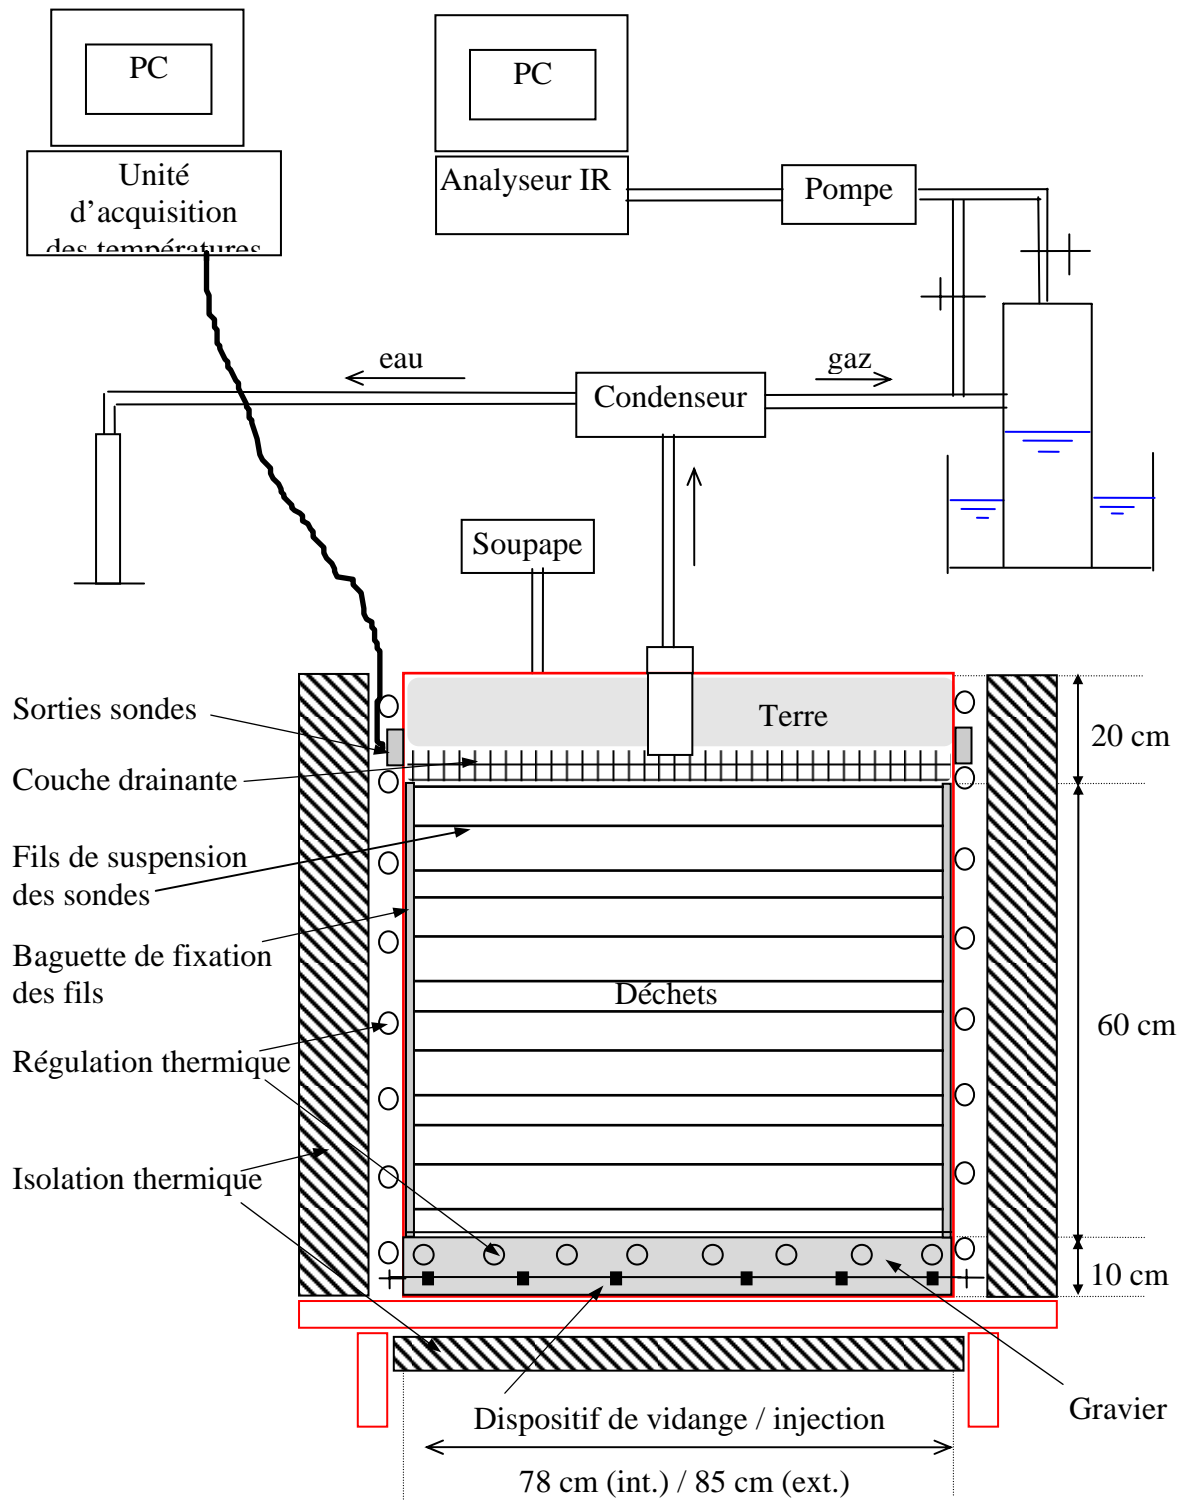 PC
PC
Unité
d’acquisition
des températures
Analyseur IR
Pompe
eau
gaz
Condenseur
Soupape
Sorties sondes
Terre
20 cm
Couche drainante
Fils de suspension
des sondes
Baguette de fixation
des fils
Déchets
60 cm
Régulation thermique
Isolation thermique
10 cm
Gravier
Dispositif de vidange / injection
78 cm (int.) / 85 cm (ext.)